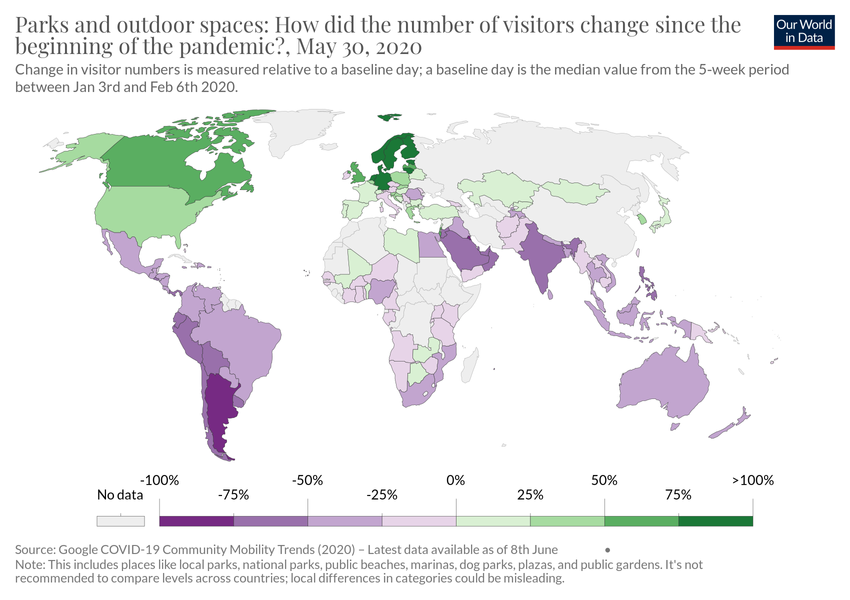 Parks and outdoor spaces: How did the number of visitors change since the
beginning of the pandemic?, May 30, 2020
Our World
in Data
Change in visitor numbers is measured relative to a baseline day; a baseline day is the median value from the 5-week period
between Jan 3rd and Feb 6th 2020.
-100% -50% 0% 50% >100%
No data -75% -25% 25% 75%
Source: Google COVID-19 Community Mobility Trends (2020) – Latest data available as of 8th June
Note: This includes places like local parks, national parks, public beaches, marinas, dog parks, plazas, and public gardens. It's not
recommended to compare levels across countries; local differences in categories could be misleading.